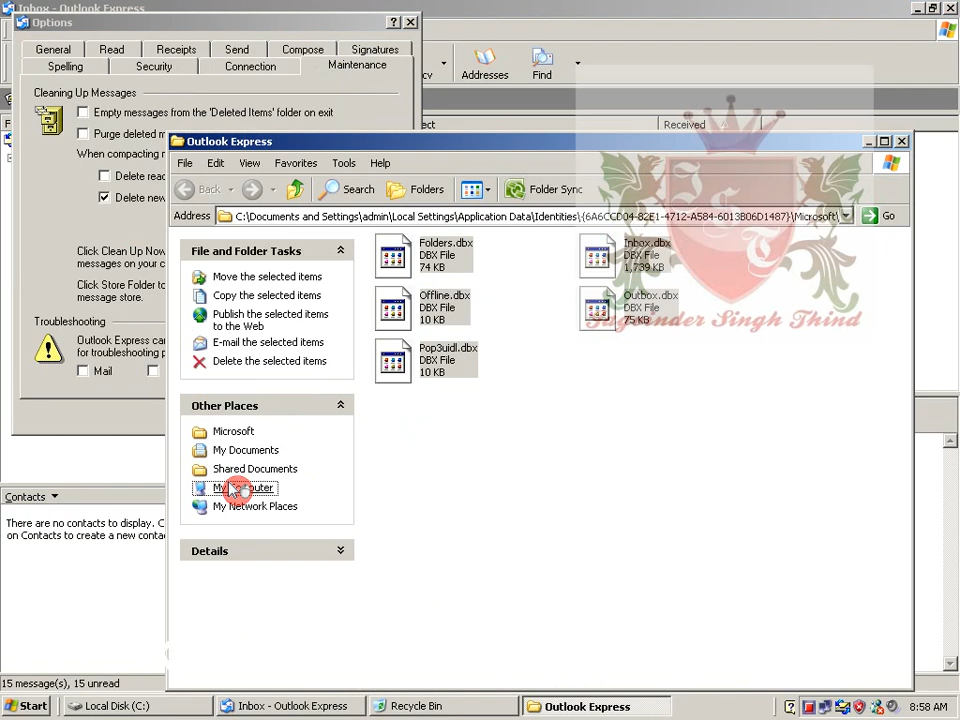 Inbox - Outlook Express
Options
General
Read
Receipts
Send
Compose
Signatures
Spelling
Security
Connection
Maintenance
Cleaning Up Messages
Empty messages from the 'Deleted Items' folder on exit
Purge deleted m
When compacting m
Delete read
Delete new
Click Clean Up Now
messages on your c
Click Store Folder t
message store.
Troubleshooting
Outlook Express can
for troubleshooting p
Mail
Addresses
Find
ect
Received
Outlook Express
File Edit View Favorites Tools Help
Back
Search
Folders
Folder Sync
Address
C:\Documents and Settings\admin\Local Settings\Application Data\Identities\{6A6CCD04-82E1-4712-A584-6013B06D1487}\Microsoft\
Go
File and Folder Tasks
Move the selected items
Copy the selected items
Publish the selected items
to the Web
E-mail the selected items
Delete the selected items
Other Places
Microsoft
My Documents
Shared Documents
My Computer
My Network Places
Details
Folders.dbx
DBX File
74 KB
Inbox.dbx
DBX File
1,739 KB
Offline.dbx
DBX File
10 KB
Outbox.dbx
DBX File
75 KB
Pop3uidl.dbx
DBX File
10 KB
Singh Thind
Contacts
There are no contacts to display. C
on Contacts to create a new conta
15 message(s), 15 unread
Start
Local Disk (C:)
Inbox - Outlook Express
Recycle Bin
Outlook Express
8:58 AM